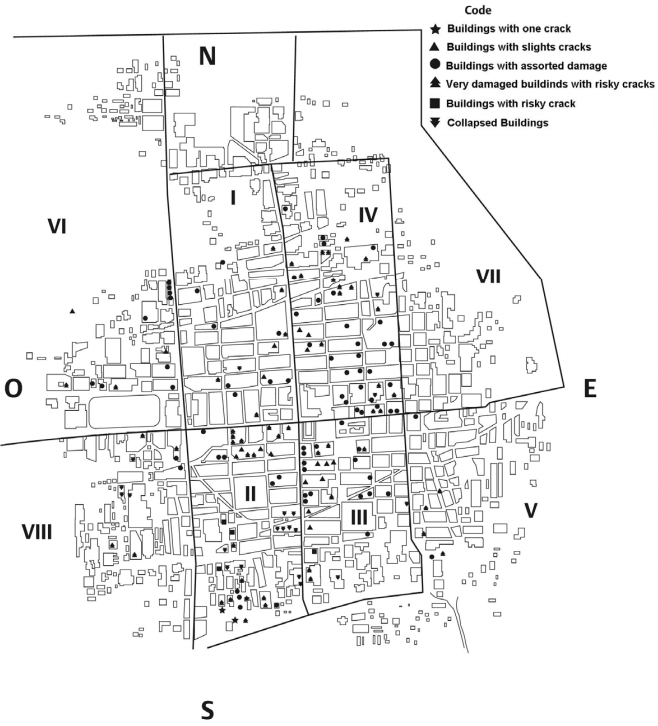 Code
Buildings with one crack
Buildings with slights cracks
Buildings with assorted damage
Very damaged buildinds with risky cracks
Buildings with risky crack
Collapsed Buildings
N
I
IV
VI
VII
O
E
II
III
V
VIII
S